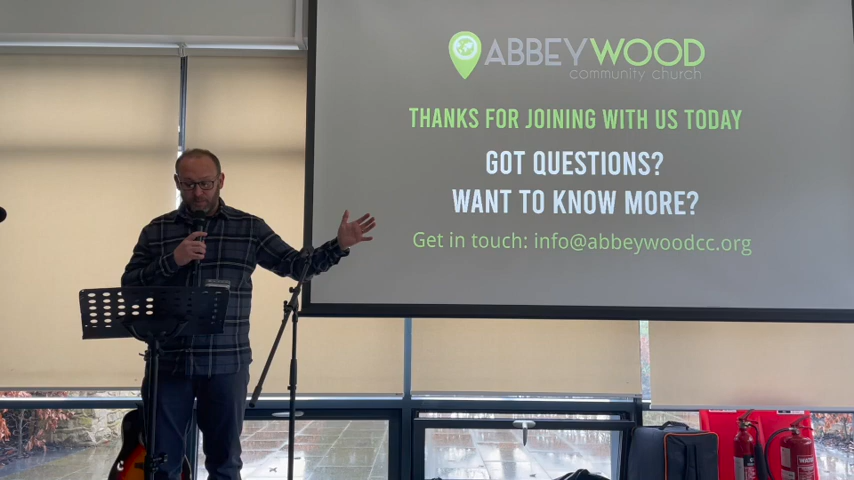 ABBEYWOOD
community church
THANKS FOR JOINING WITH US TODAY
GOT QUESTIONS?
WANT TO KNOW MORE?
Get in touch: info@abbeywoodcc.org
WATER